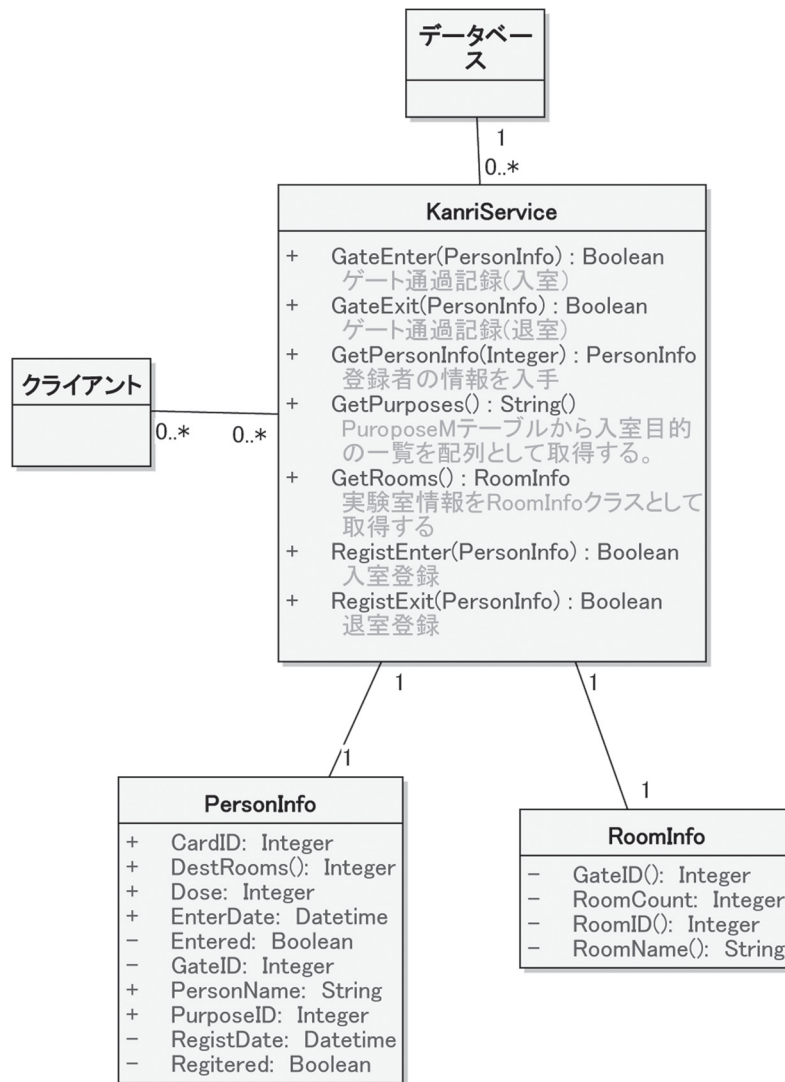 データベー
ス
1
0..*
KanriService
+ GateEnter(PersonInfo) : Boolean
ゲート通過記録(入室)
+ GateExit(PersonInfo) : Boolean
ゲート通過記録(退室)
+ GetPersonInfo(Integer) : PersonInfo
登録者の情報を入手
+ GetPurposes() : String()
PuroposeMテーブルから入室目的
の一覧を配列として取得する。
+ GetRooms() : RoomInfo
実験室情報をRoomInfoクラスとして
取得する
+ RegistEnter(PersonInfo) : Boolean
入室登録
+ RegistExit(PersonInfo) : Boolean
退室登録
クライアント
0..*
0..*
1
1
1
1
PersonInfo
+ CardID: Integer
+ DestRooms(): Integer
+ Dose: Integer
+ EnterDate: Datetime
− Entered: Boolean
− GateID: Integer
+ PersonName: String
+ PurposeID: Integer
− RegistDate: Datetime
− Regitered: Boolean
RoomInfo
− GateID(): Integer
− RoomCount: Integer
− RoomID(): Integer
− RoomName(): String